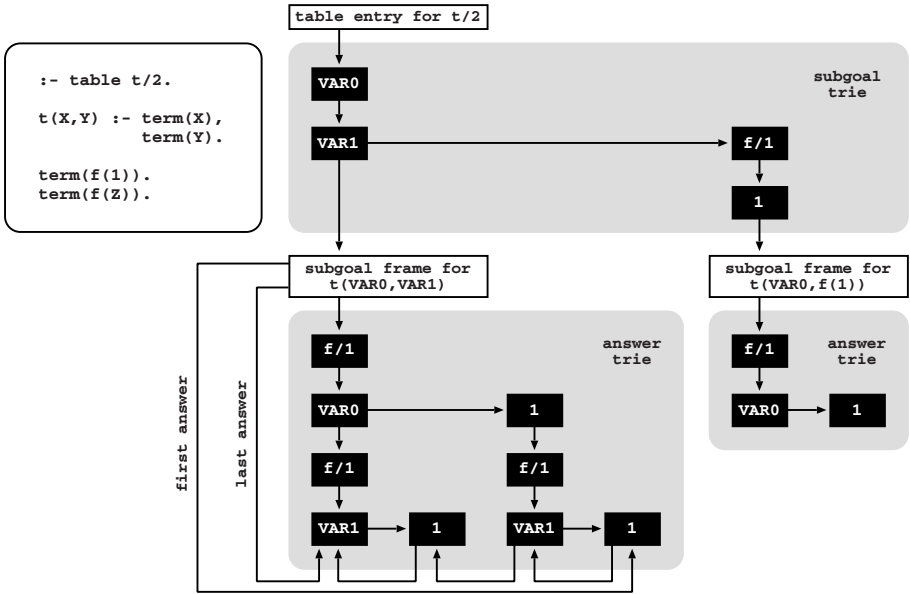 table entry for t/2
:- table t/2.
t(X,Y) :- term(X),
term(Y).
term(f(1)).
term(f(Z)).
subgoal
trie
VAR0
VAR1
f/1
1
subgoal frame for
t(VAR0,VAR1)
subgoal frame for
t(VAR0,f(1))
first answer
last answer
answer
trie
f/1
VAR0
1
f/1
f/1
VAR1
1
VAR1
1
answer
trie
f/1
VAR0
1